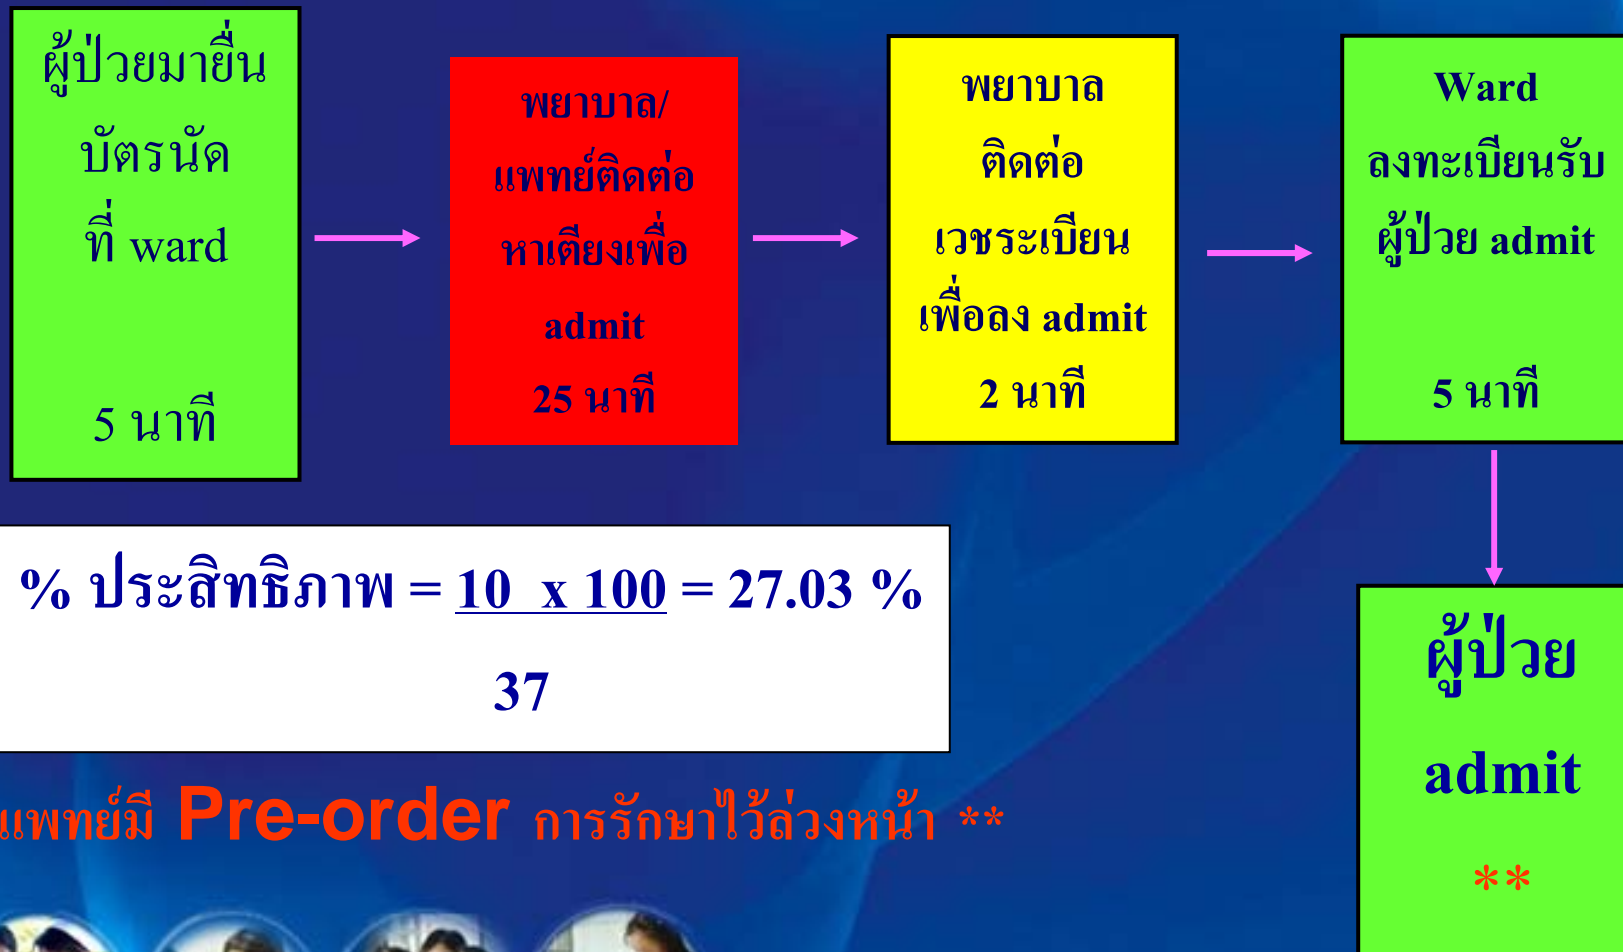 ผู้ป่วยมายื่น
บัตรนัด
ที่ ward
5 นาที
พยาบาล/
แพทย์ติดต่อ
หาเตียงเพื่อ
admit
25 นาที
พยาบาล
ติดต่อ
เวชระเบียน
เพื่อลง admit
2 นาที
Ward
ลงทะเบียนรับ
ผู้ป่วย admit
5 นาที
% ประสิทธิภาพ = 10 x 100 = 27.03 %
37
ผู้ป่วย
admit
**
แพทย์มี Pre-order การรักษาไว้ล่วงหน้า **